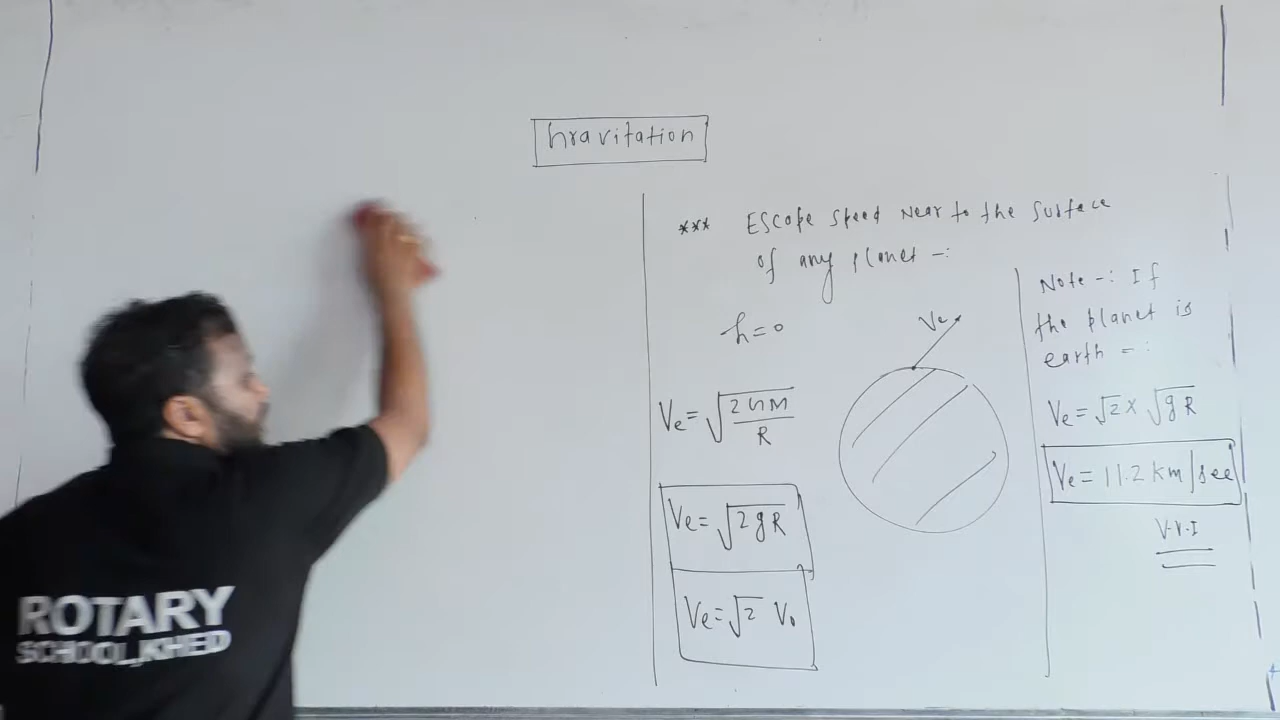 Gravitation
*** Escape speed Near to the surface
of any planet -:
h=0
Ve
Ve = √(2GM/R)
Ve = √2gR
Ve = √2 V₀
Note -: If
the planet is
earth - :
Ve = √2 × √gR
Ve = 11.2 km/sec
V.V.I
ROTARY
SCHOOL,KHED